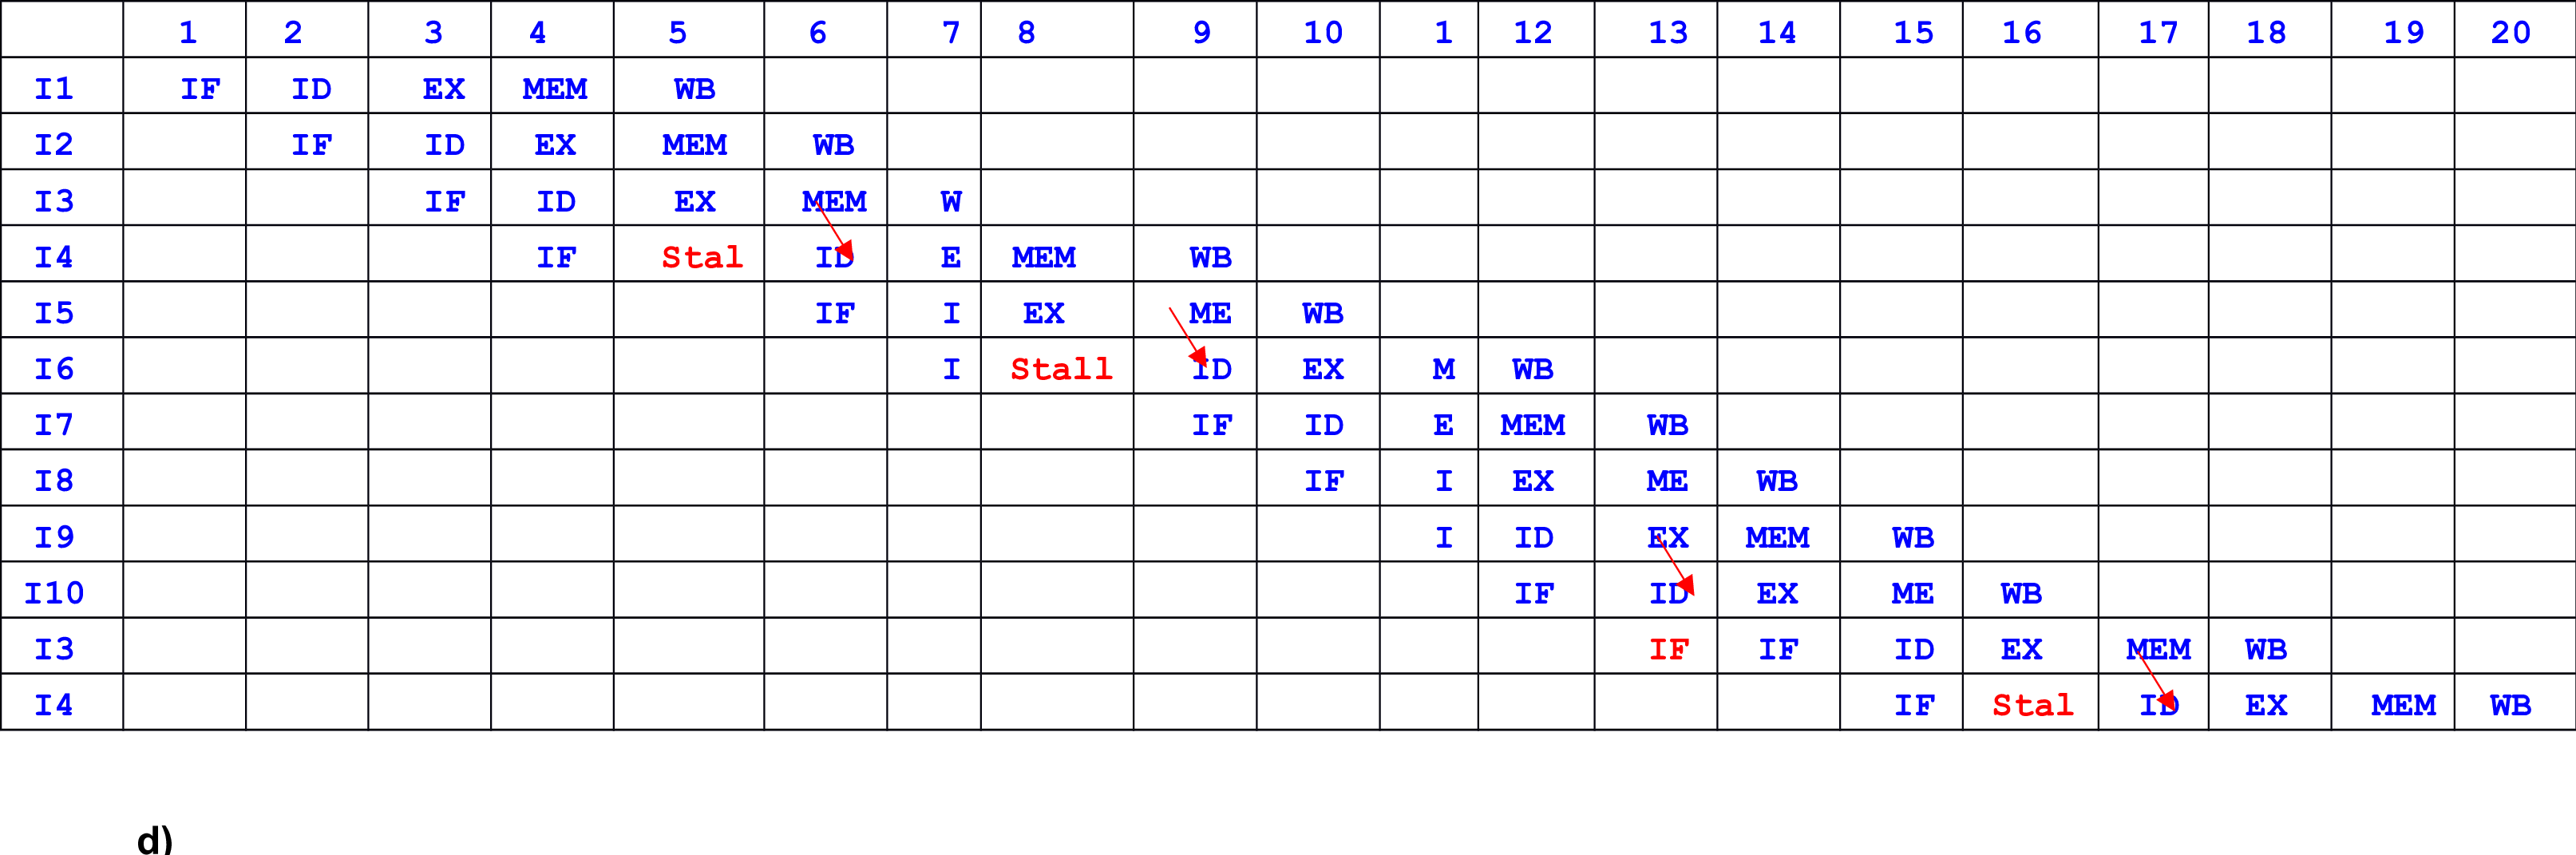 1 2 3 4 5 6 7 8 9 10 1 12 13 14 15 16 17 18 19 20
I1 IF ID EX MEM WB
I2 IF ID EX MEM WB
I3 IF ID EX MEM W
I4 IF Stal ID E MEM WB
I5 IF I EX ME WB
I6 I Stall ID EX M WB
I7 IF ID E MEM WB
I8 IF I EX ME WB
I9 I ID EX MEM WB
I10 IF ID EX ME WB
I3 IF IF ID EX MEM WB
I4 IF Stal ID EX MEM WB
d)